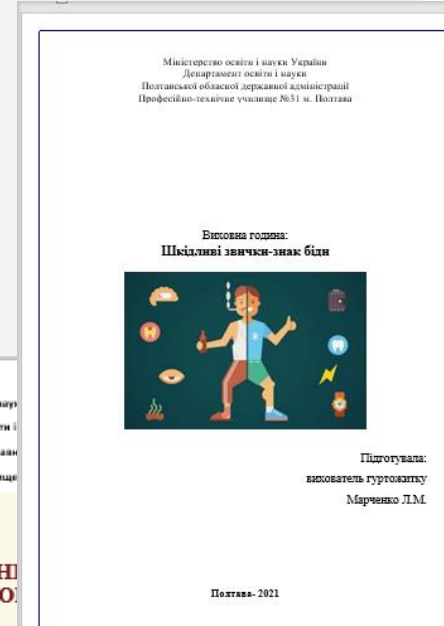 Міністерство освіти і науки України
Департамент освіти і науки
Полтавської обласної державної адміністрації
Професійно-технічне училище №31 м. Полтава
Виховна година:
Шкідливі звички-знак біди
Підготувала:
вихователь гуртожитку
Марченко Л.М.
Полтава- 2021